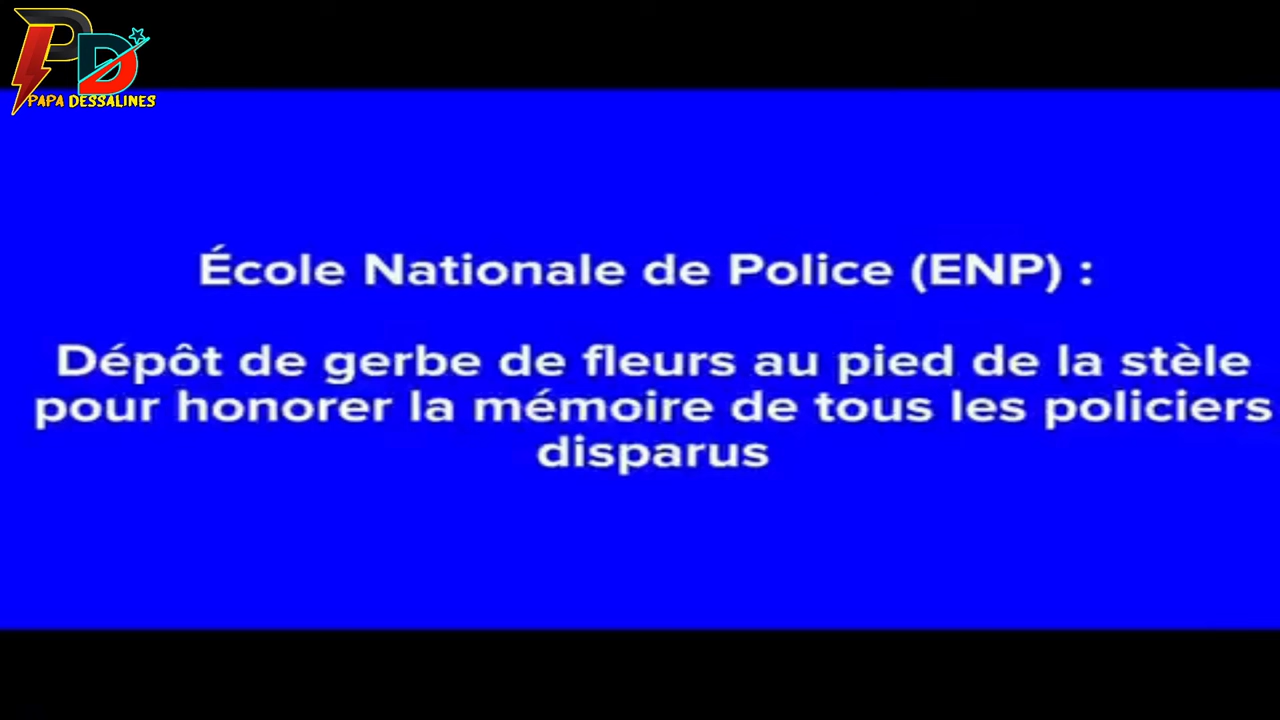 PD
PAPA DESSALINES
École Nationale de Police (ENP) :
Dépôt de gerbe de fleurs au pied de la stèle
pour honorer la mémoire de tous les policiers
disparus